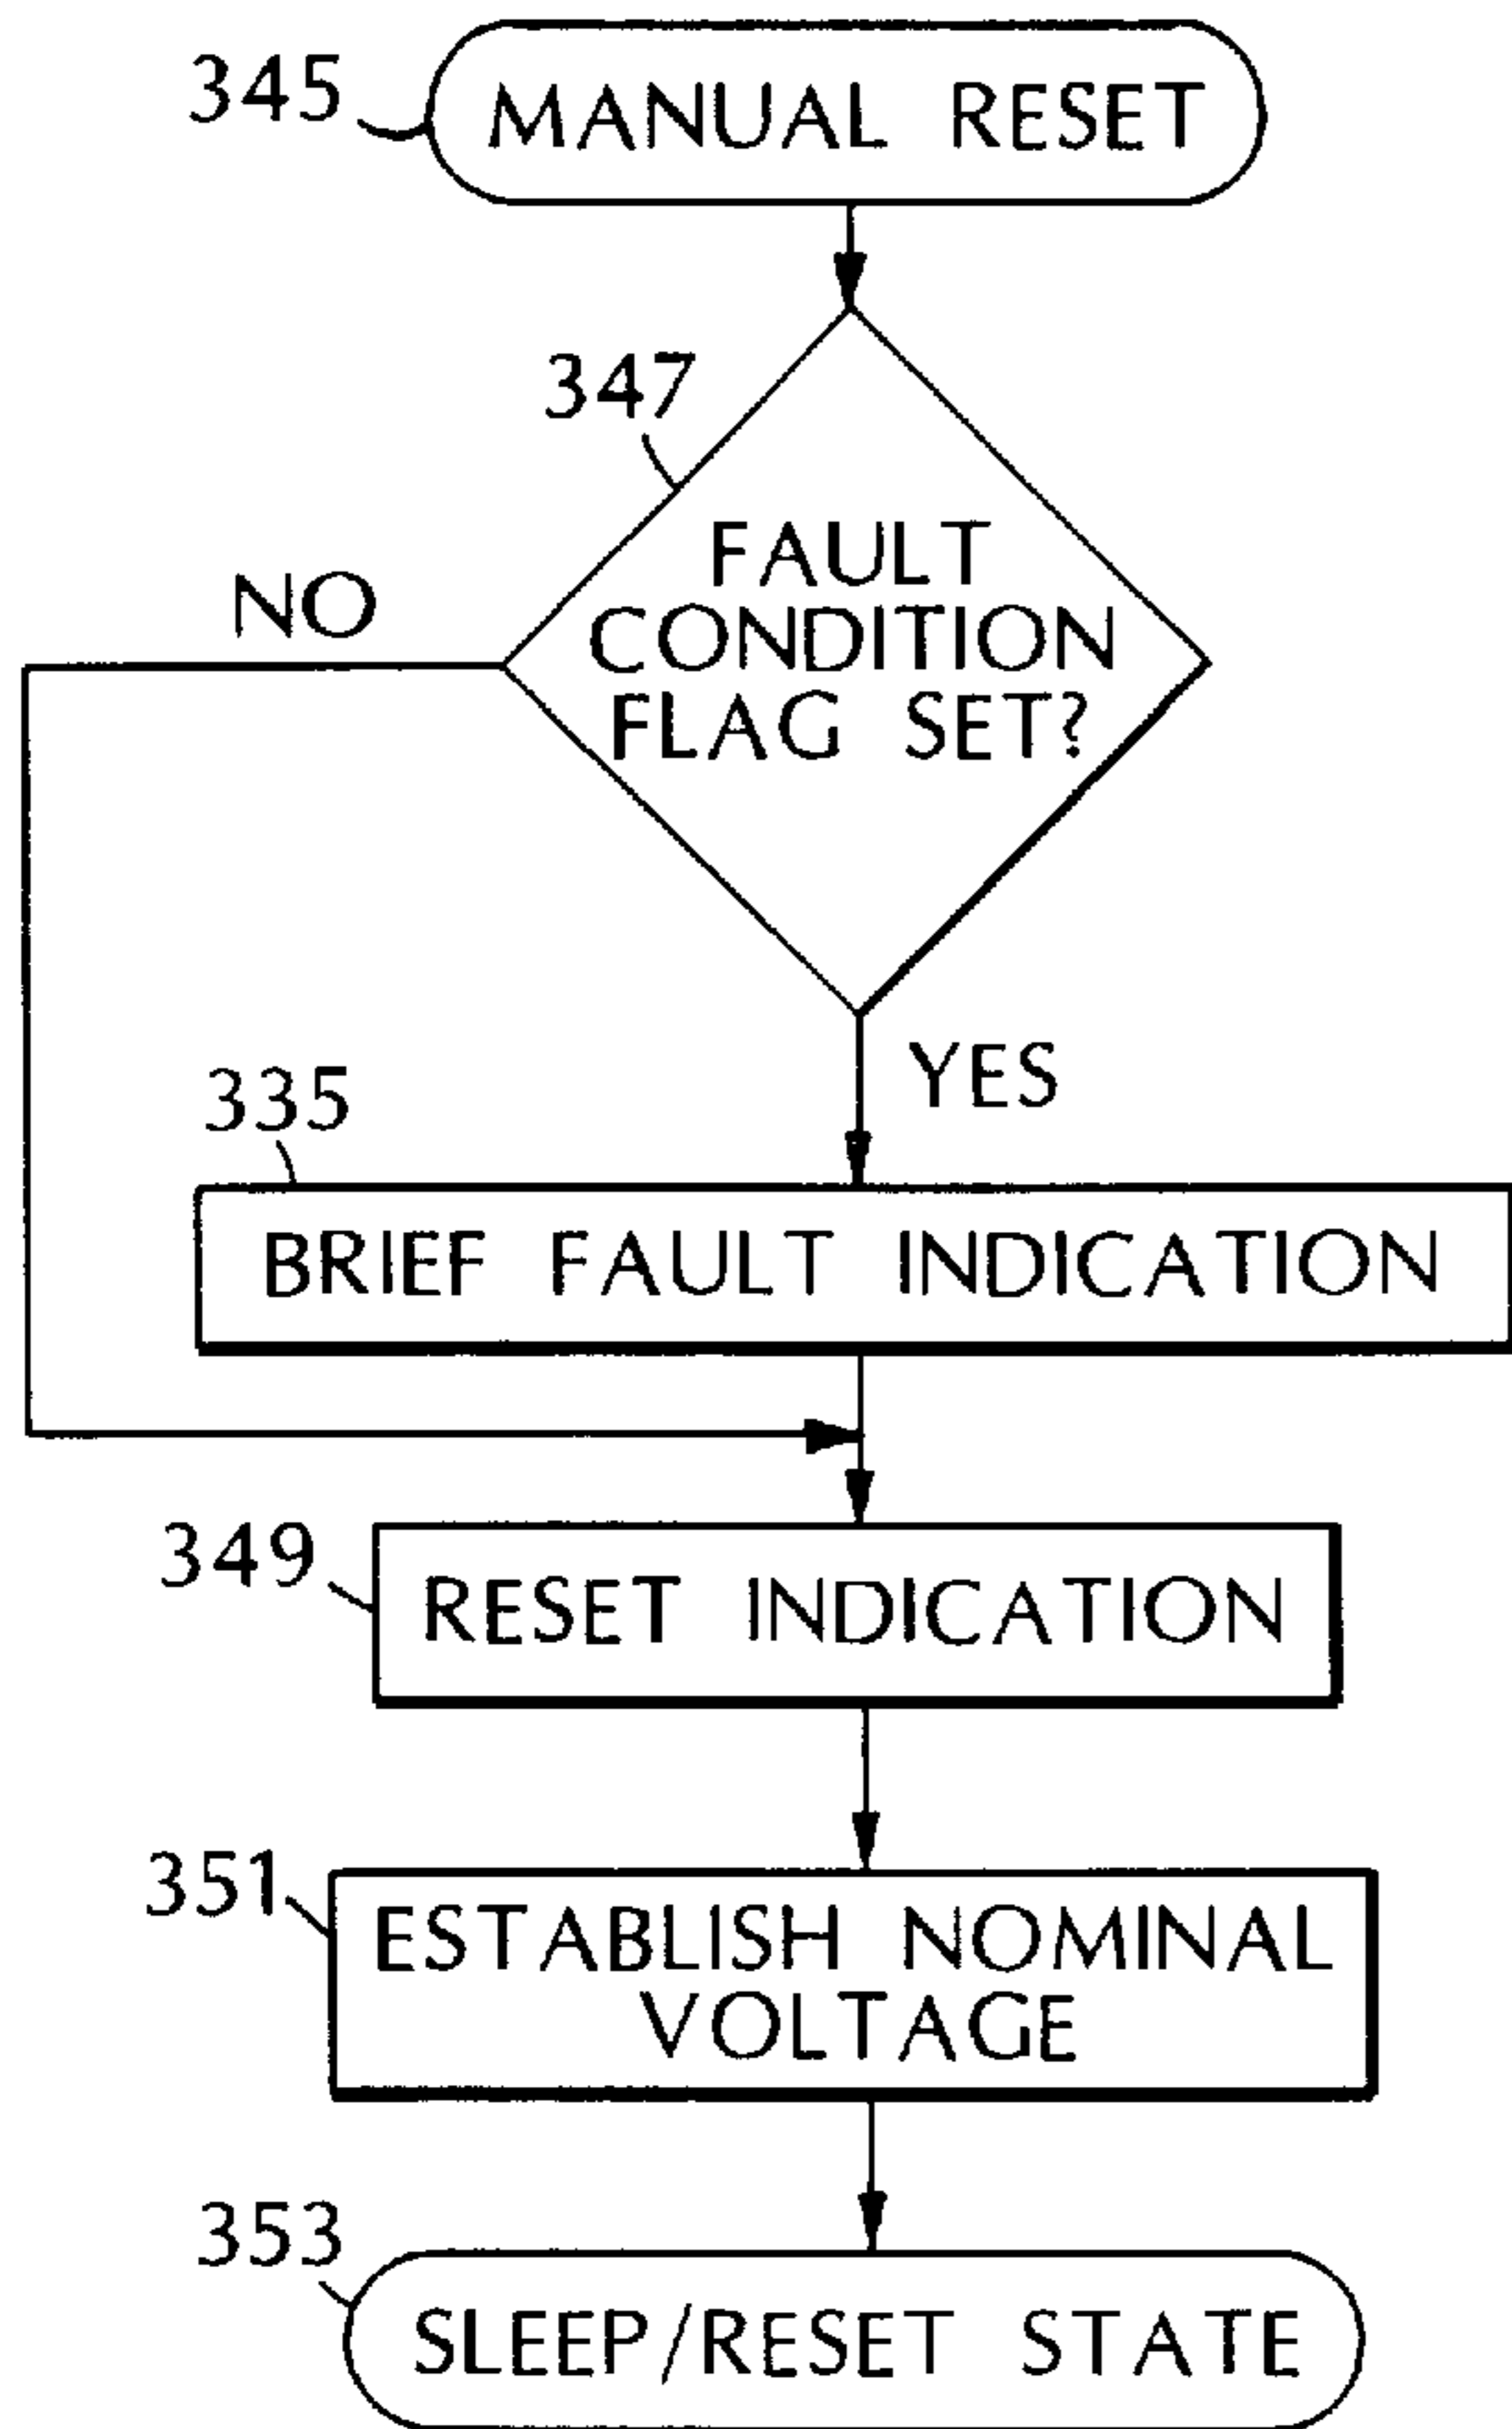 345
MANUAL RESET
347
FAULT
CONDITION
FLAG SET?
NO
YES
335
BRIEF FAULT INDICATION
349
RESET INDICATION
351
ESTABLISH NOMINAL
VOLTAGE
353
SLEEP/RESET STATE